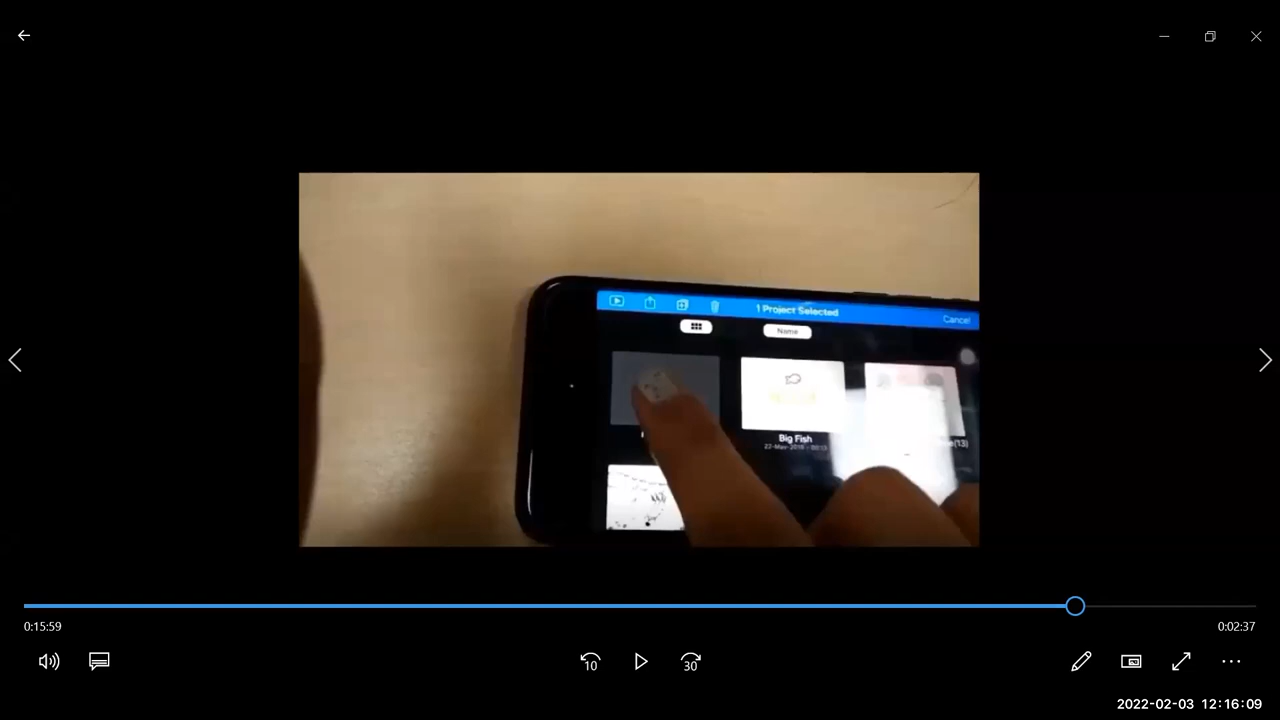 1 Project Selected
Cancel
Name
Big Fish
(13)
0:15:59
0:02:37
10
30
2022-02-03 12:16:09